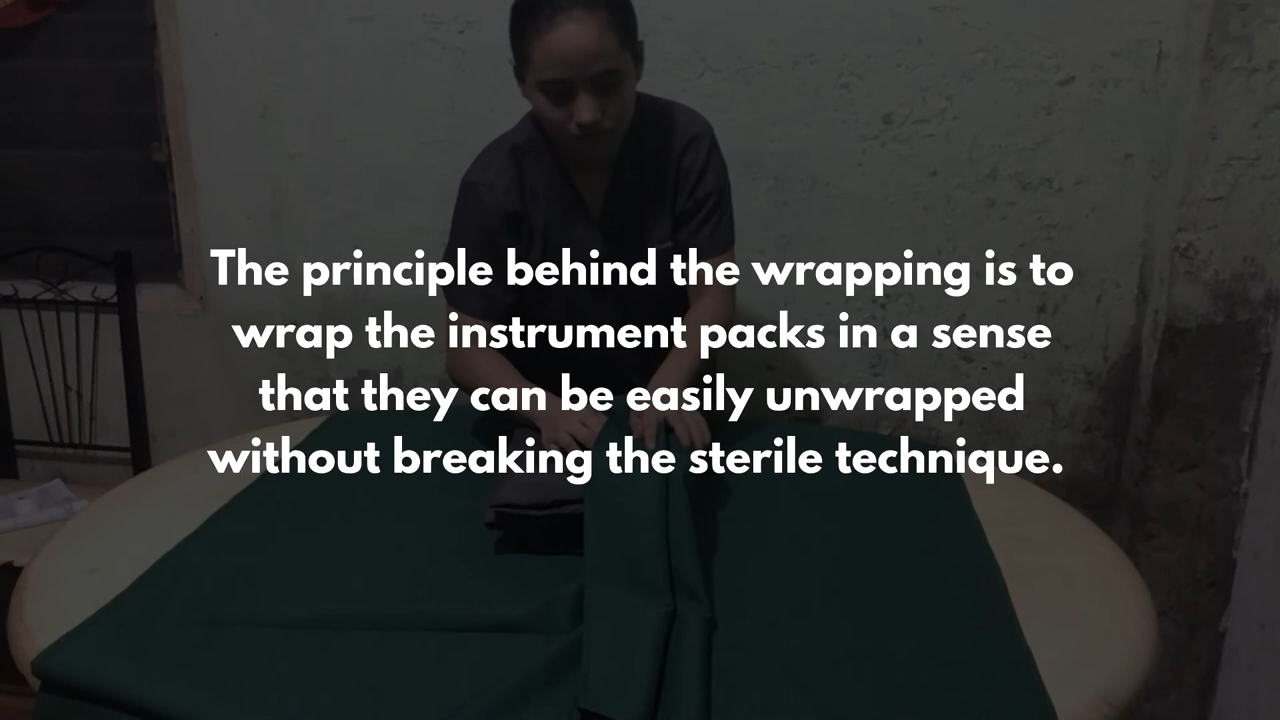 The principle behind the wrapping is to
wrap the instrument packs in a sense
that they can be easily unwrapped
without breaking the sterile technique.